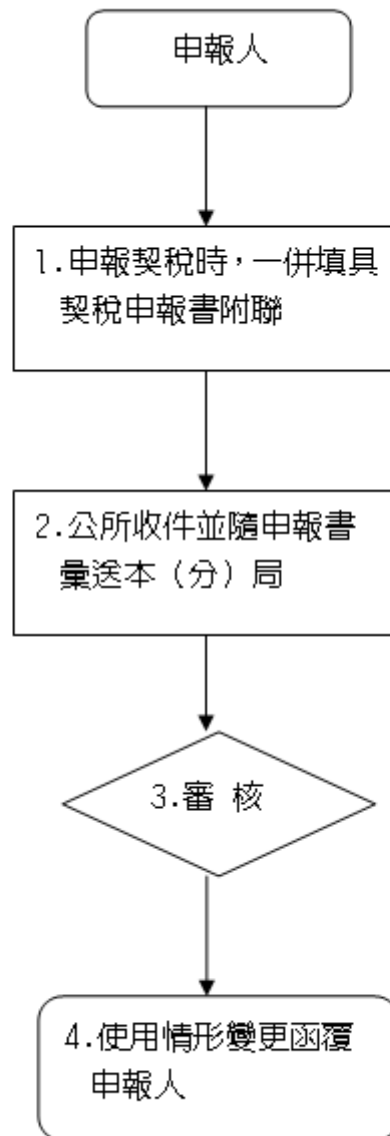 申報人
1.申報契稅時，一併填具
契稅申報書附聯
2.公所收件並隨申報書
彙送本（分）局
3.審 核
4.使用情形變更函覆
申報人